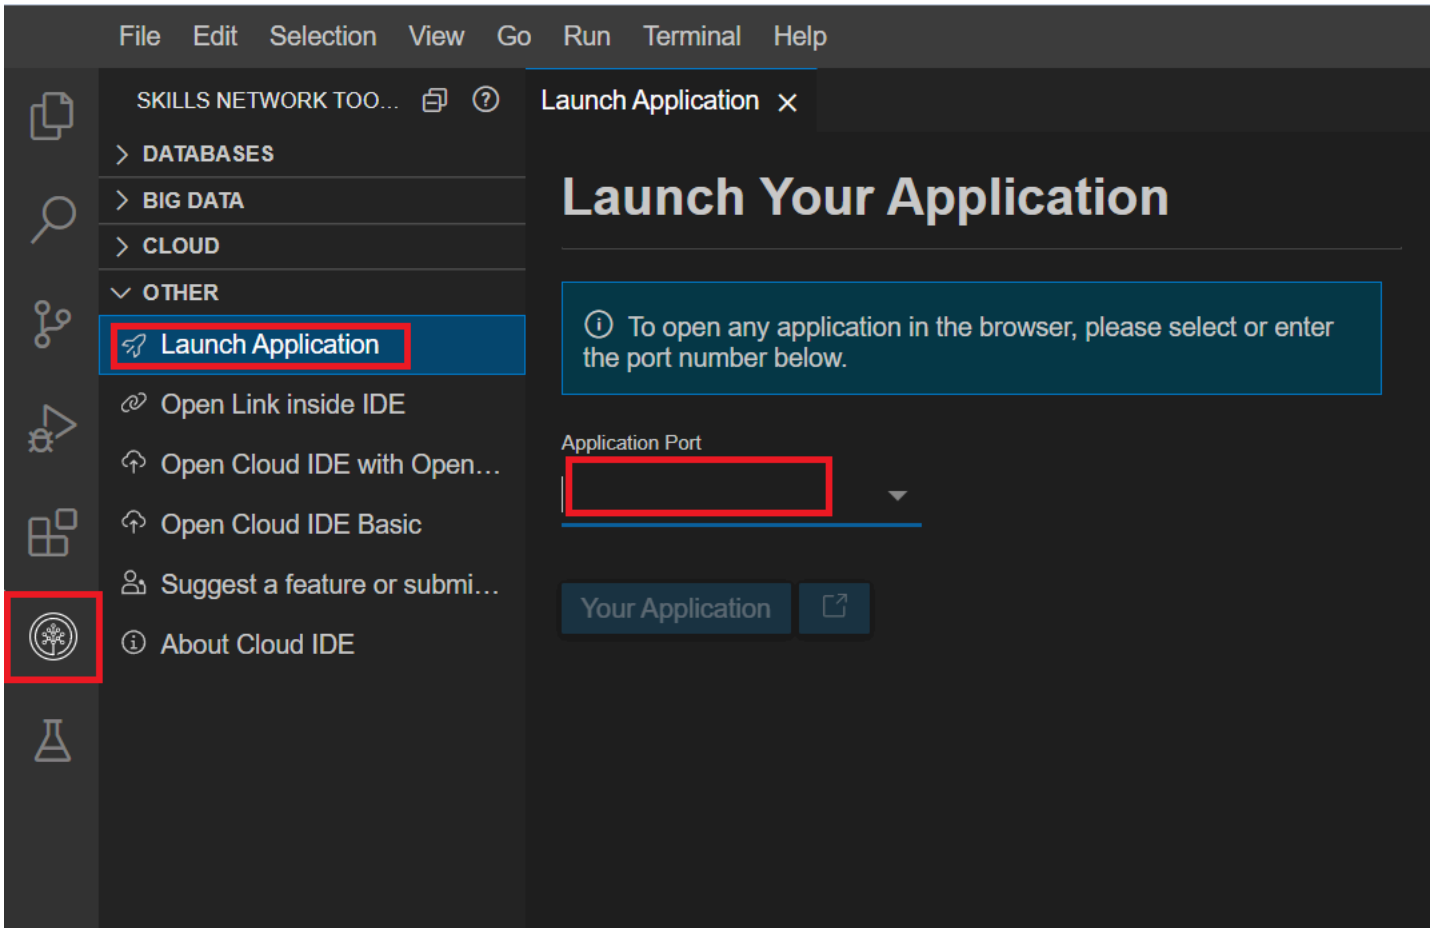 File Edit Selection View Go Run Terminal Help
SKILLS NETWORK TOO...
Launch Application
DATABASES
BIG DATA
CLOUD
OTHER
Launch Application
Open Link inside IDE
Open Cloud IDE with Open...
Open Cloud IDE Basic
Suggest a feature or submi...
About Cloud IDE
Launch Your Application
To open any application in the browser, please select or enter
the port number below.
Application Port
Your Application